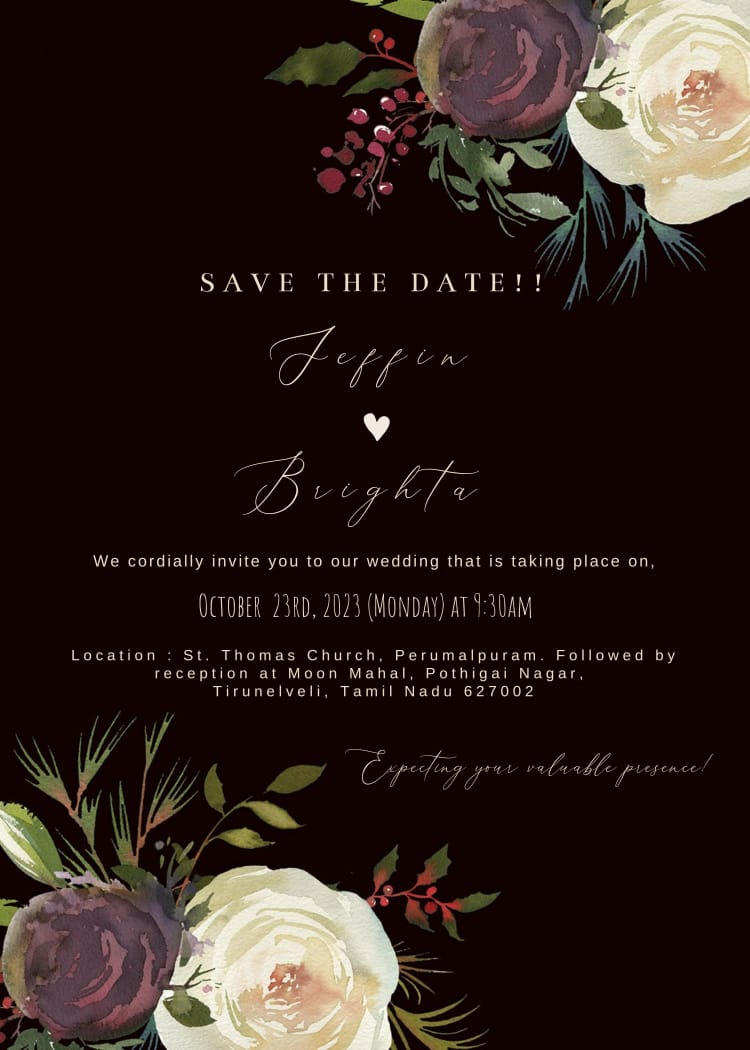 SAVE THE DATE!!
Jeffin
Brighta
We cordially invite you to our wedding that is taking place on,
October 23rd, 2023 (Monday) at 9:30am
Location : St. Thomas Church, Perumalpuram. Followed by
reception at Moon Mahal, Pothigai Nagar,
Tirunelveli, Tamil Nadu 627002
Expecting your valuable presence!